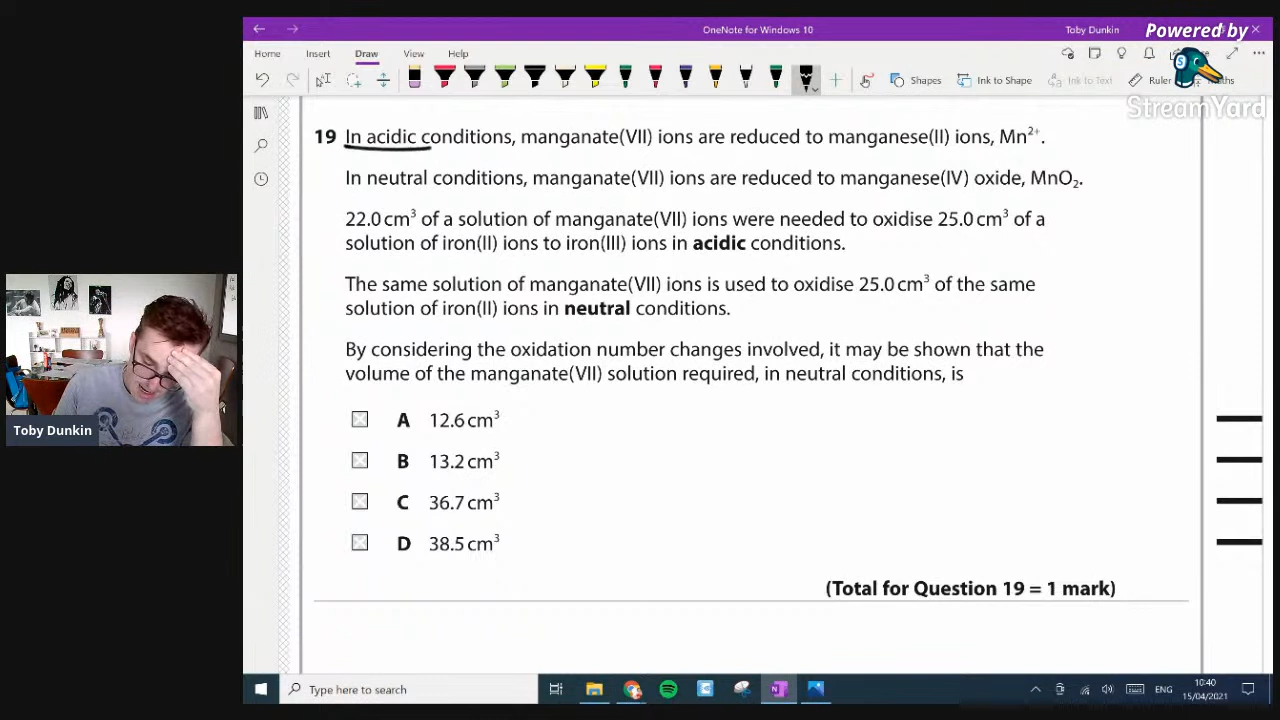 OneNote for Windows 10
Toby Dunkin
Powered by
StreamYard
Home Insert Draw View Help
Shapes Ink to Shape Ink to Text Ruler
19 In acidic conditions, manganate(VII) ions are reduced to manganese(II) ions, Mn²⁺.
In neutral conditions, manganate(VII) ions are reduced to manganese(IV) oxide, MnO₂.
22.0 cm³ of a solution of manganate(VII) ions were needed to oxidise 25.0 cm³ of a
solution of iron(II) ions to iron(III) ions in acidic conditions.
The same solution of manganate(VII) ions is used to oxidise 25.0 cm³ of the same
solution of iron(II) ions in neutral conditions.
By considering the oxidation number changes involved, it may be shown that the
volume of the manganate(VII) solution required, in neutral conditions, is
A 12.6 cm³
B 13.2 cm³
C 36.7 cm³
D 38.5 cm³
(Total for Question 19 = 1 mark)
Toby Dunkin
Type here to search
ENG
10:40
15/04/2021